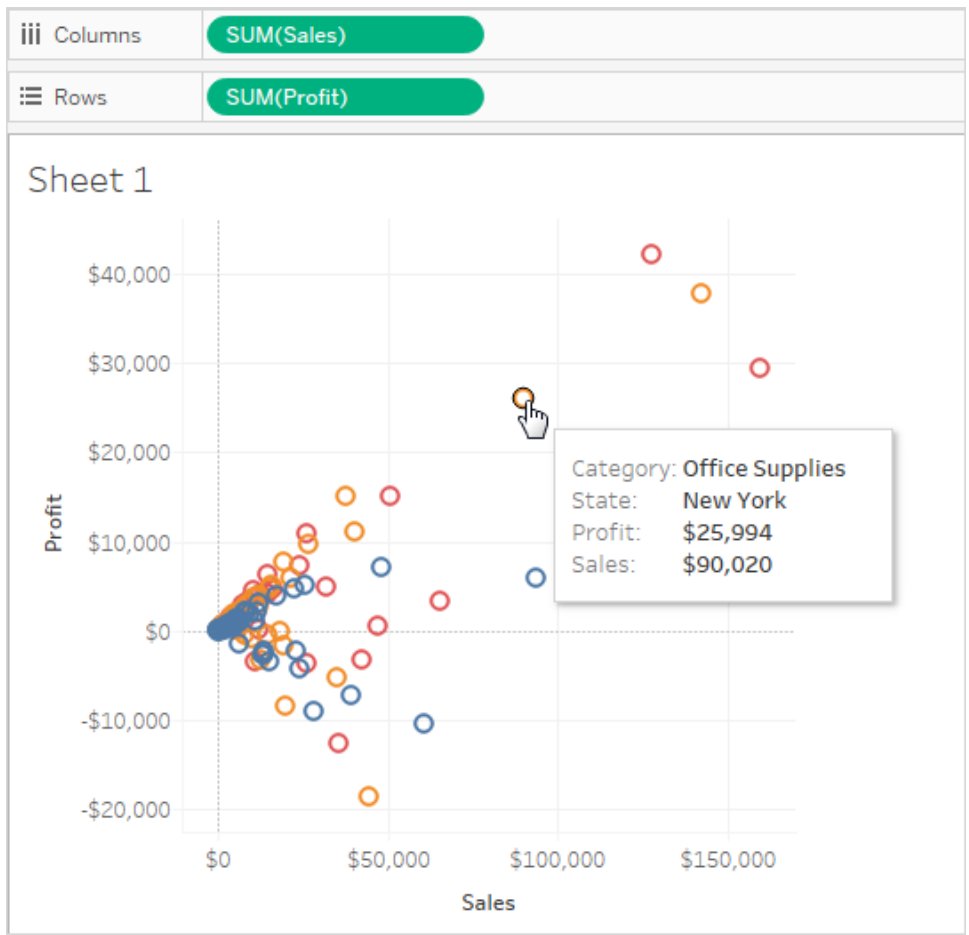 Columns SUM(Sales)
Rows SUM(Profit)
Sheet 1
$40,000
$30,000
$20,000
$10,000
$0
-$10,000
-$20,000
Profit
Category: Office Supplies
State: New York
Profit: $25,994
Sales: $90,020
$0 $50,000 $100,000 $150,000
Sales